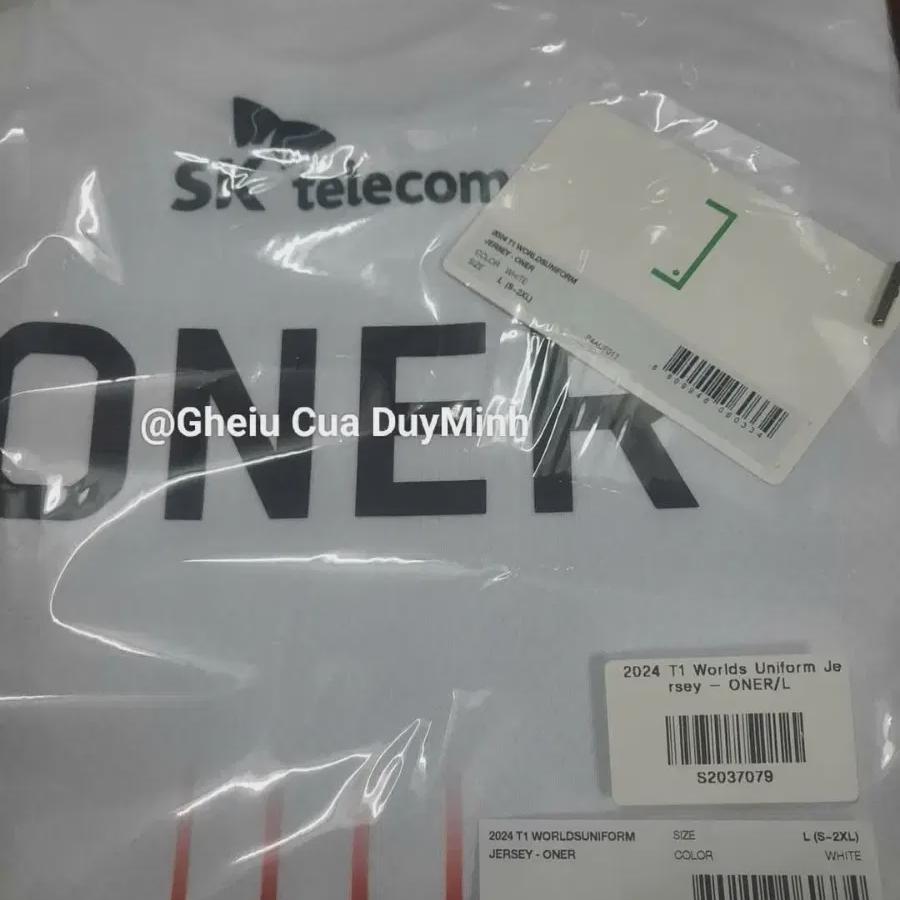 SK telecom
2024 T1 WORLDSUNIFORM
JERSEY - ONER
COLOR WHITE
SIZE L (S~2XL)
ONER
@Gheiu Cua DuyMinh
2024 T1 Worlds Uniform Je
rsey - ONER/L
S2037079
2024 T1 WORLDSUNIFORM SIZE L (S~2XL)
JERSEY - ONER COLOR WHITE